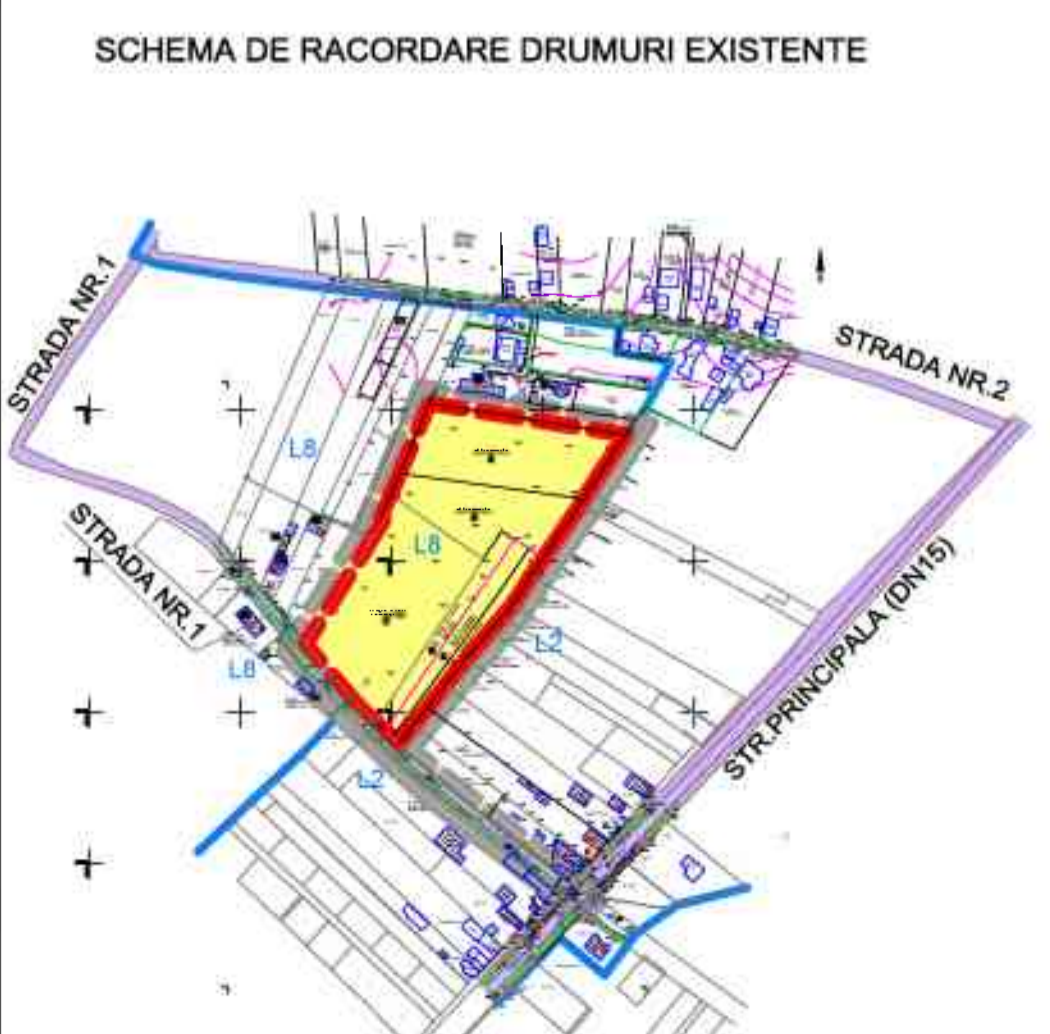 SCHEMA DE RACORDARE DRUMURI EXISTENTE
STRADA NR.1
STRADA NR.2
L8
L8
STRADA NR.1
L2
L8
STR.PRINCIPALA (DN15)
L2